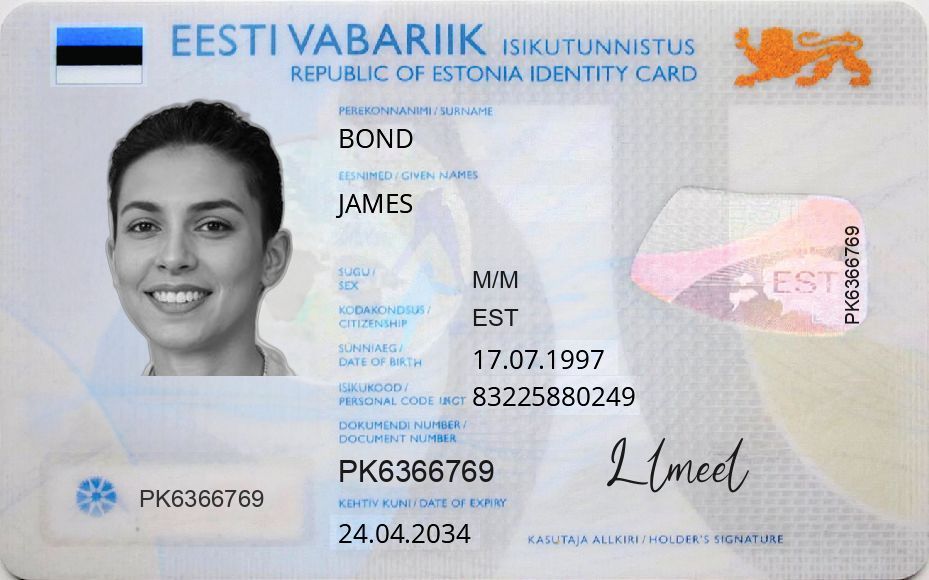 EESTI VABARIIK ISIKUTUNNISTUS
REPUBLIC OF ESTONIA IDENTITY CARD
PEREKONNANIMI / SURNAME
BOND
EESNIMED / GIVEN NAMES
JAMES
SUGU /
SEX
M/M
KODAKONDSUS /
CITIZENSHIP
EST
SÜNNIAEG /
DATE OF BIRTH
17.07.1997
ISIKUKOOD /
PERSONAL CODE
83225880249
DOKUMENDI NUMBER /
DOCUMENT NUMBER
PK6366769
KEHTIV KUNI / DATE OF EXPIRY
24.04.2034
PK6366769
EST
PK6366769
KASUTAJA ALLKIRI / HOLDER'S SIGNATURE